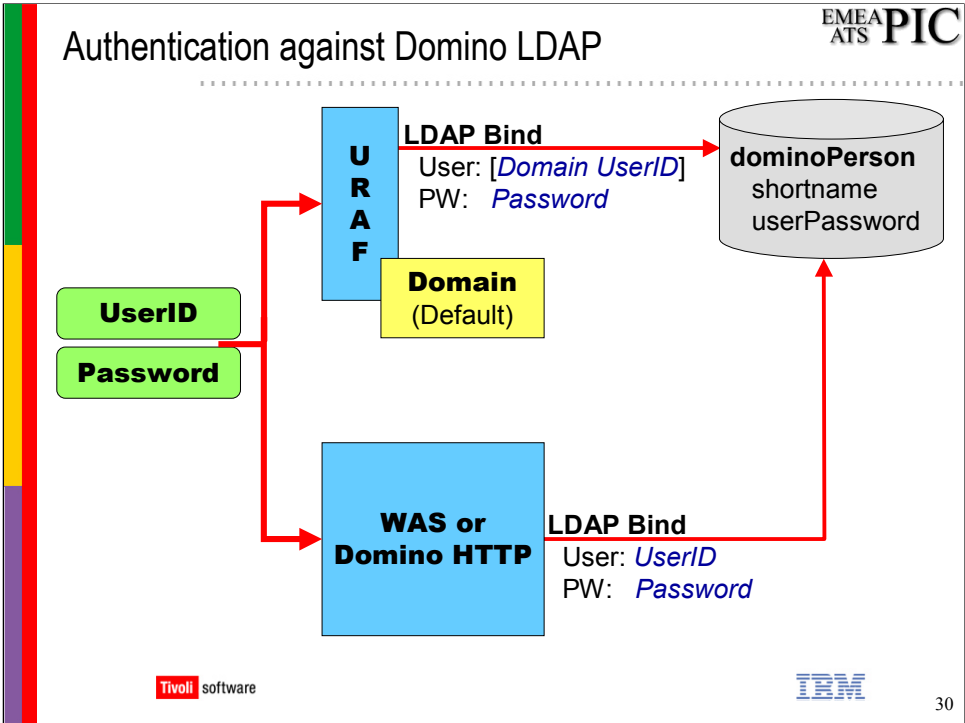 Authentication against Domino LDAP
EMEA
ATS PIC
U
R
A
F
LDAP Bind
User: [Domain UserID]
PW: Password
dominoPerson
shortname
userPassword
Domain
(Default)
UserID
Password
WAS or
Domino HTTP
LDAP Bind
User: UserID
PW: Password
Tivoli software
IBM
30